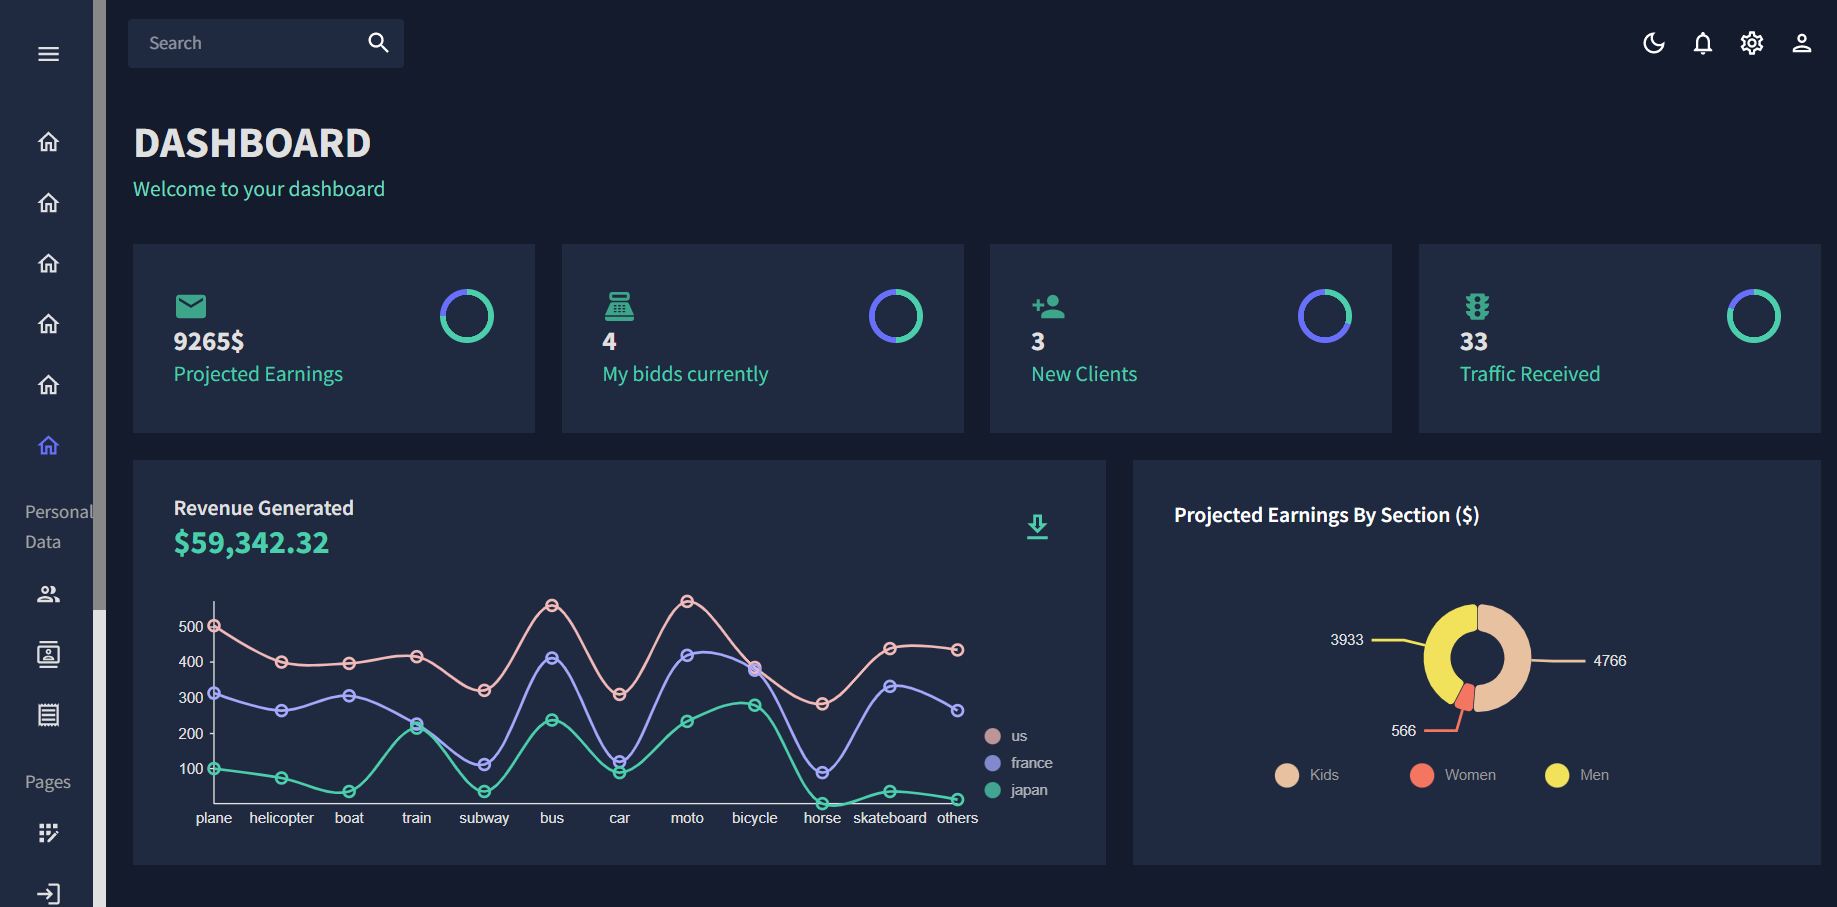 Search
DASHBOARD
Welcome to your dashboard
Personal
Data
Pages
9265$
Projected Earnings
4
My bidds currently
3
New Clients
33
Traffic Received
Revenue Generated
$59,342.32
500
400
300
200
100
plane helicopter boat train subway bus car moto bicycle horse skateboard others
us
france
japan
Projected Earnings By Section ($)
3933
4766
566
Kids Women Men